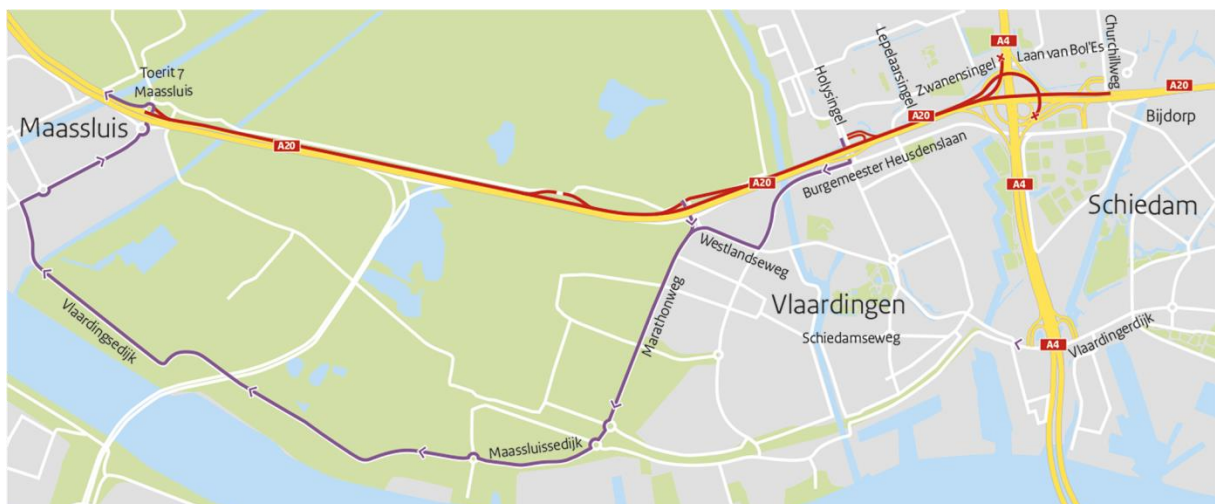 A4
Laan van Bol'Es
Churchillweg
Zwanensingel
Lepelaarsingel
Holysingel
Toerit 7
Maassluis
A20
A20
Bijdorp
Maassluis
A20
A20
Burgemeester Heusdenslaan
A4
Schiedam
Westlandseweg
Vlaardingen
Marathonweg
Schiedamseweg
Vlaardingsedijk
A4
Vlaardingerdijk
Maassluissedijk